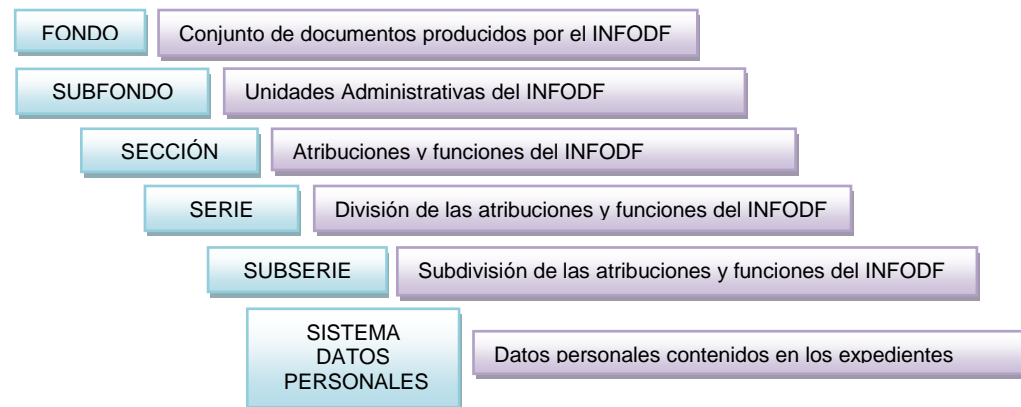 FONDO
Conjunto de documentos producidos por el INFODF
SUBFONDO
Unidades Administrativas del INFODF
SECCIÓN
Atribuciones y funciones del INFODF
SERIE
División de las atribuciones y funciones del INFODF
SUBSERIE
Subdivisión de las atribuciones y funciones del INFODF
SISTEMA
DATOS
PERSONALES
Datos personales contenidos en los expedientes